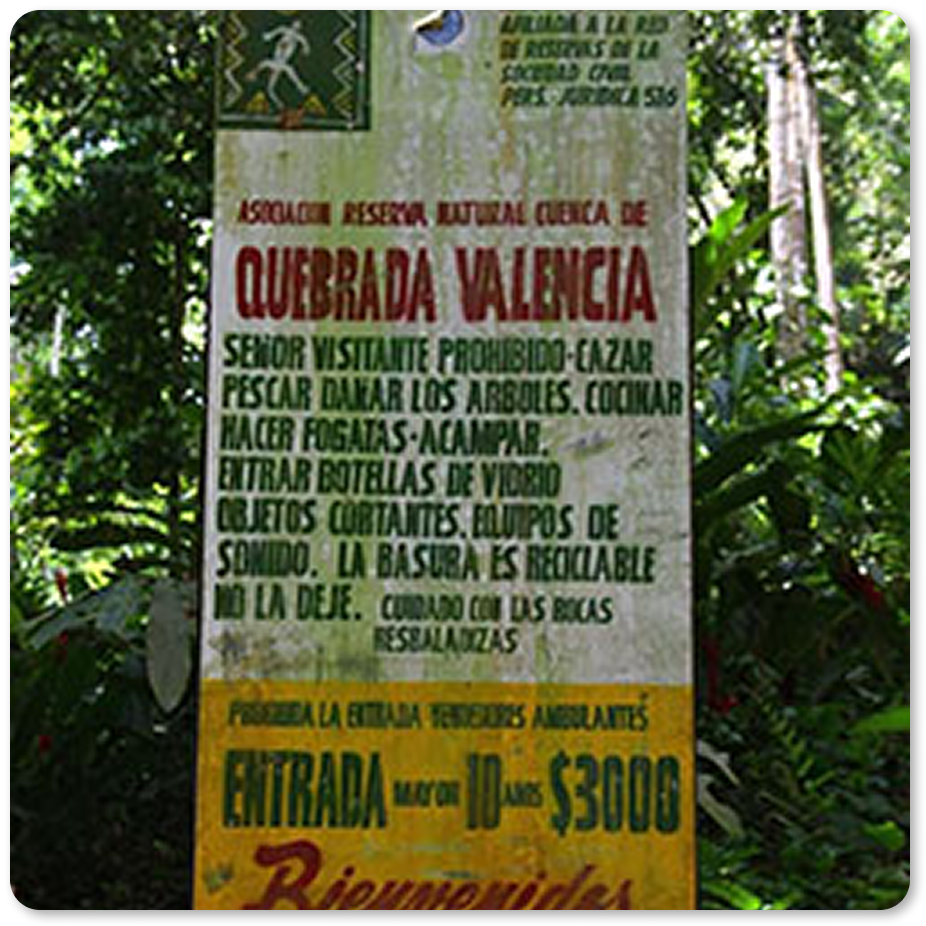 AFILIADA A LA RED
DE RESERVAS DE LA
SOCIEDAD CIVIL
PERS. JURIDICA 516
ASOCIACION RESERVA NATURAL CUENCA DE
QUEBRADA VALENCIA
SEÑOR VISITANTE PROHIBIDO-CAZAR
PESCAR DAÑAR LOS ARBOLES. COCINAR
HACER FOGATAS-ACAMPAR.
ENTRAR BOTELLAS DE VIDRIO
OBJETOS CORTANTES. EQUIPOS DE
SONIDO. LA BASURA ES RECICLABLE
NO LA DEJE. CUIDADO CON LAS ROCAS
RESBALADIZAS
PROHIBIDA LA ENTRADA VENDEDORES AMBULANTES
ENTRADA MAYOR 10 AÑOS $3000
Bienvenidos